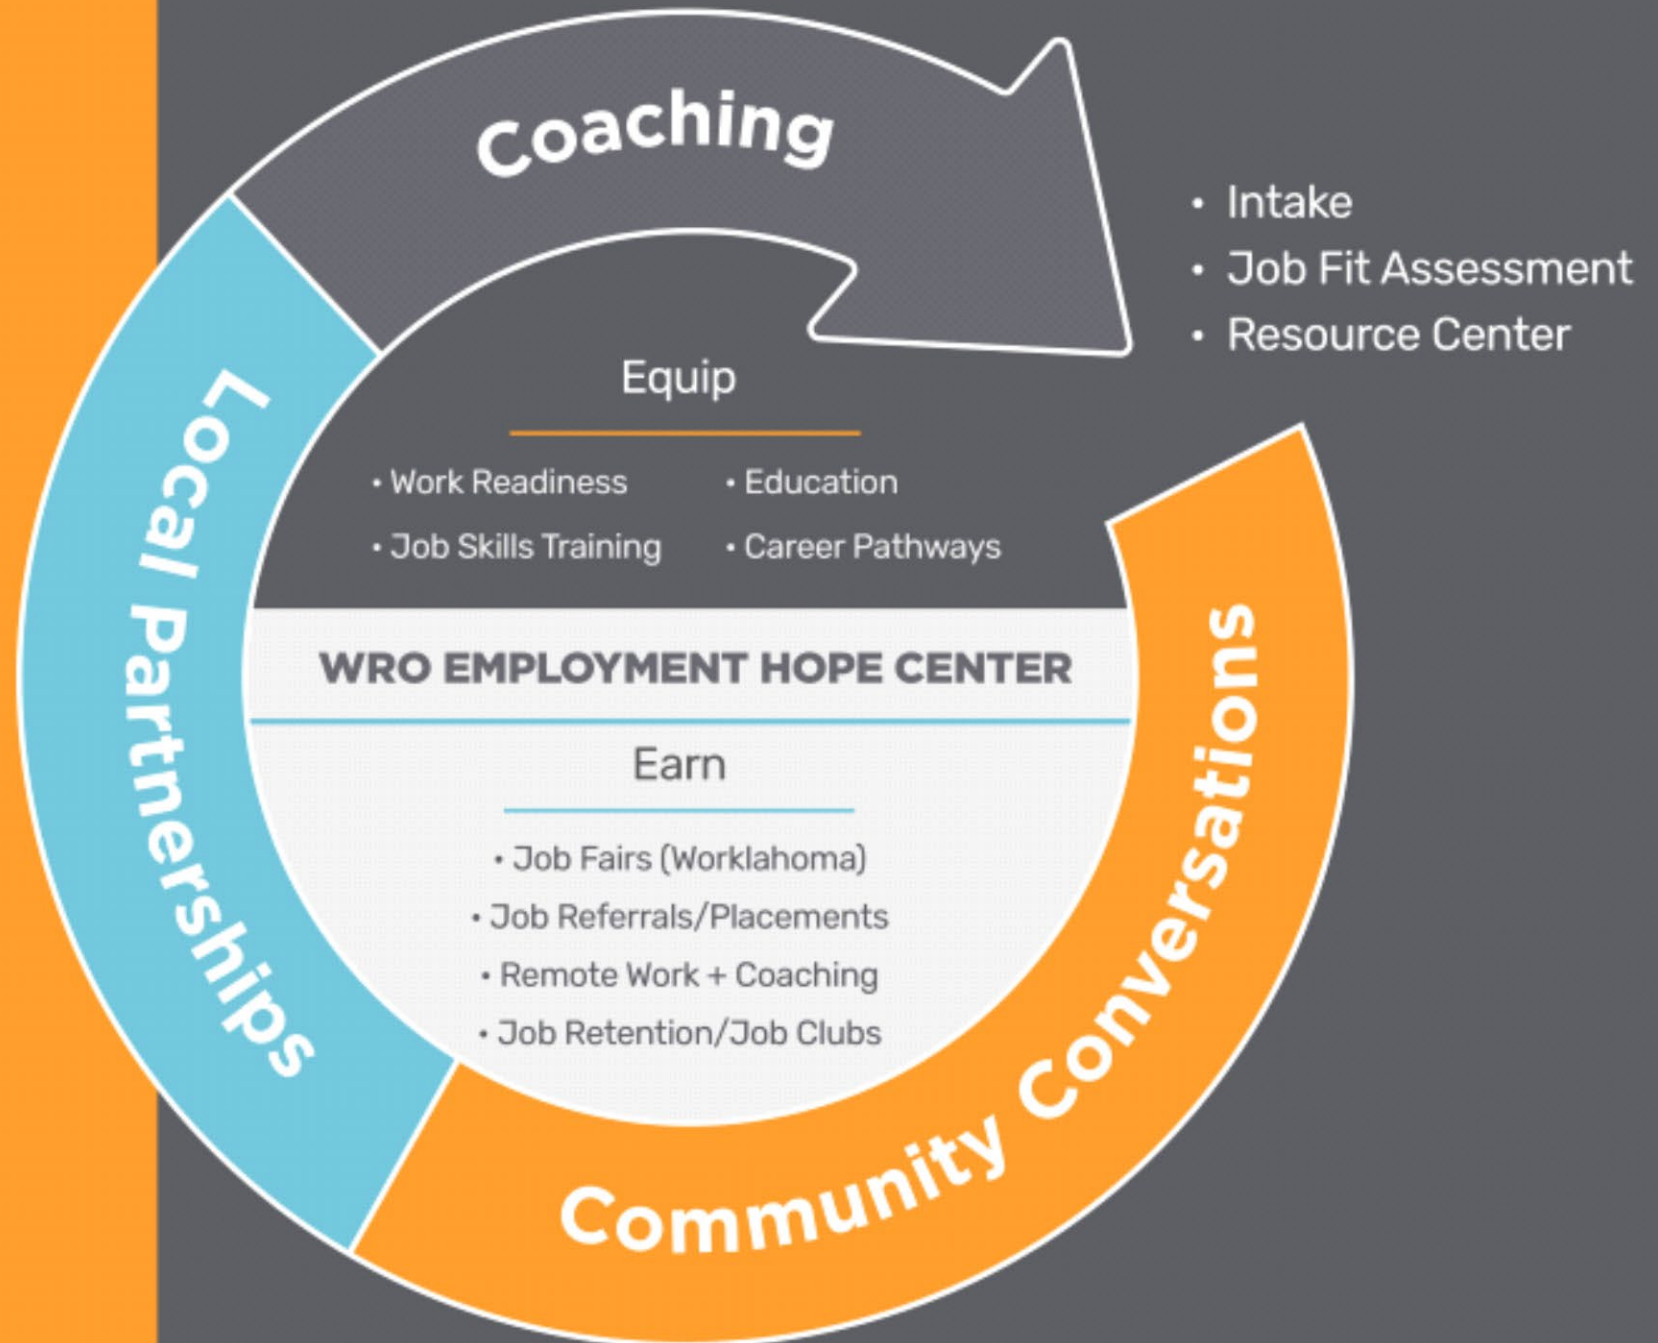 Coaching
• Intake
• Job Fit Assessment
• Resource Center
Local Partnerships
Equip
• Work Readiness
• Education
• Job Skills Training
• Career Pathways
WRO EMPLOYMENT HOPE CENTER
Earn
• Job Fairs (Worklahoma)
• Job Referrals/Placements
• Remote Work + Coaching
• Job Retention/Job Clubs
Community Conversations